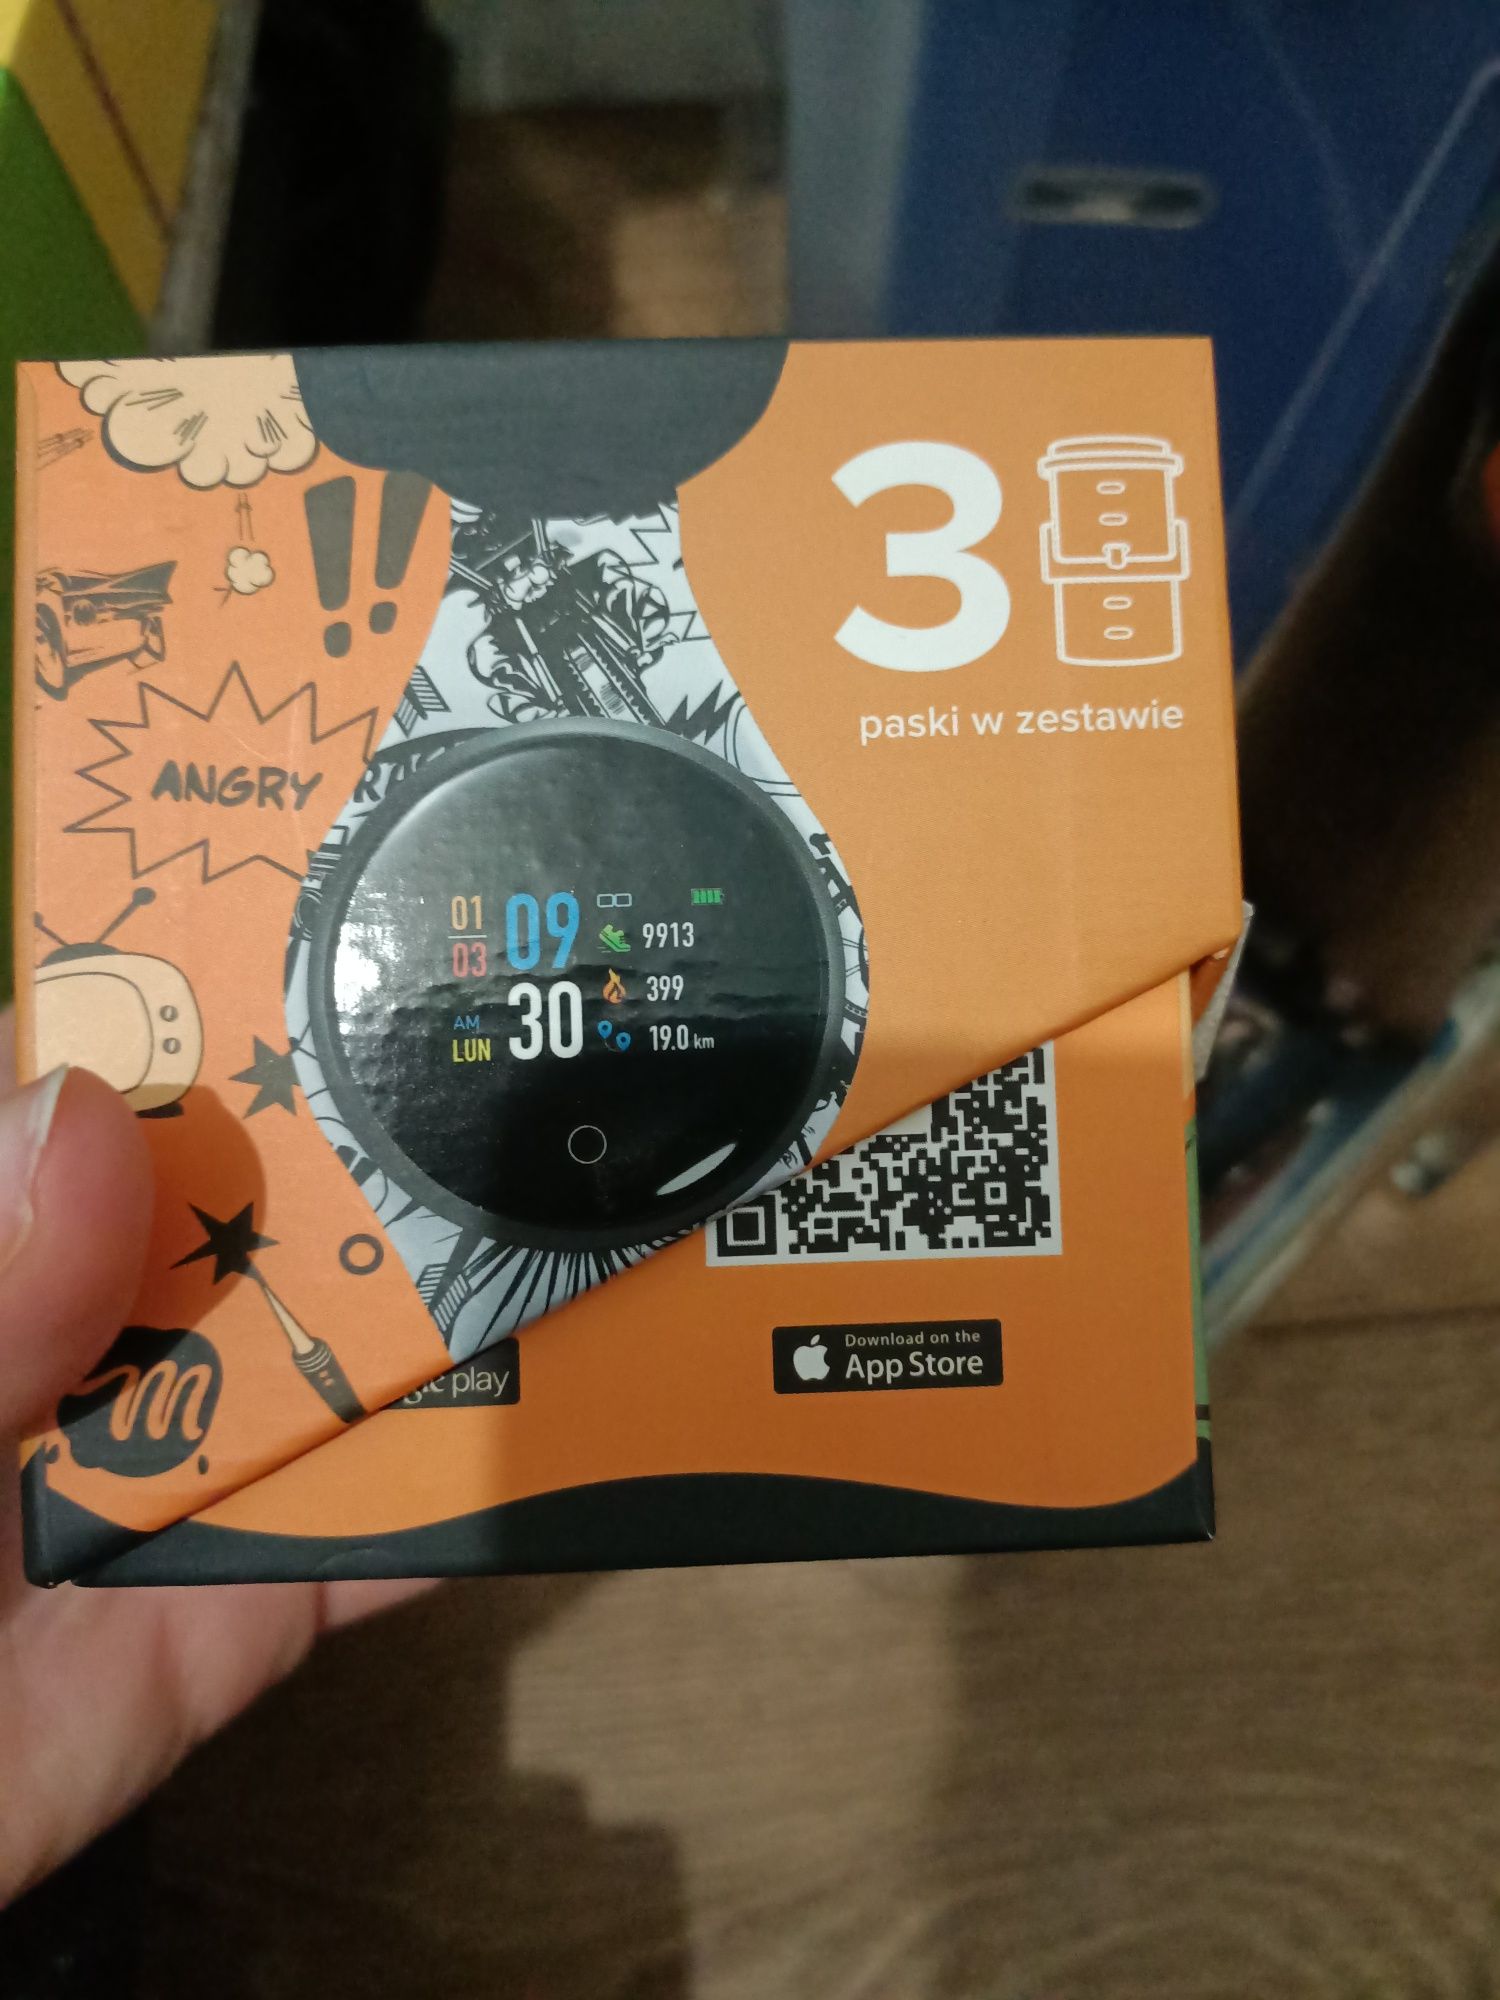 3
paski w zestawie
ANGRY
01
03
09
30
AM
LUN
9913
399
19.0 km
play
Download on the
App Store